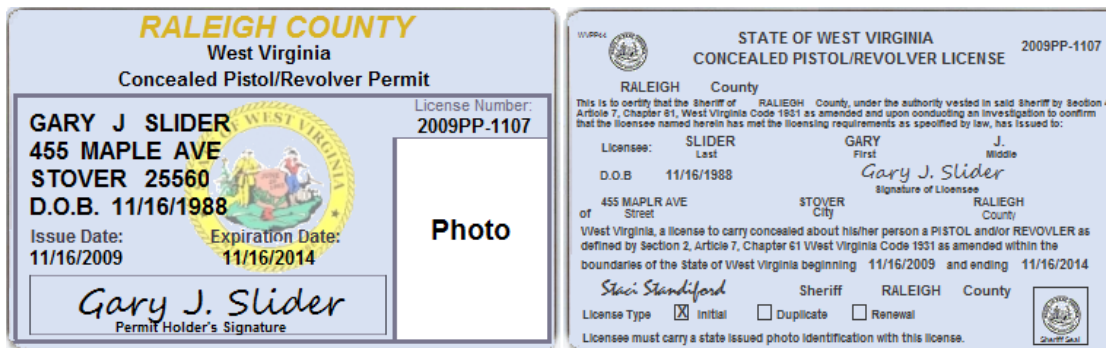 RALEIGH COUNTY
West Virginia
Concealed Pistol/Revolver Permit
License Number:
2009PP-1107
GARY J SLIDER
455 MAPLE AVE
STOVER 25560
D.O.B. 11/16/1988
Issue Date: Expiration Date:
11/16/2009 11/16/2014
Photo
Gary J. Slider
Permit Holder's Signature
STATE OF WEST VIRGINIA
2009PP-1107
CONCEALED PISTOL/REVOLVER LICENSE
RALEIGH County
This is to certify that the Sheriff of RALIEGH County, under the authority vested in said Sheriff by Section
Article 7, Chapter 61, West Virginia Code 1931 as amended and upon conducting an investigation to confirm
that the licensee named herein has met the licensing requirements as specified by law, has issued to:
Licensee: SLIDER GARY J.
Last First Middle
D.O.B 11/16/1988 Gary J. Slider
Signature of Licensee
455 MAPLR AVE STOVER RALIEGH
of Street City County
West Virginia, a license to carry concealed about his/her person a PISTOL and/or REVOVLER as
defined by Section 2, Article 7, Chapter 61 West Virginia Code 1931 as amended within the
boundaries of the State of West Virginia beginning 11/16/2009 and ending 11/16/2014
Staci Standiford Sheriff RALEIGH County
License Type X Initial Duplicate Renewal
Licensee must carry a state issued photo identification with this license.
Sheriff Seal